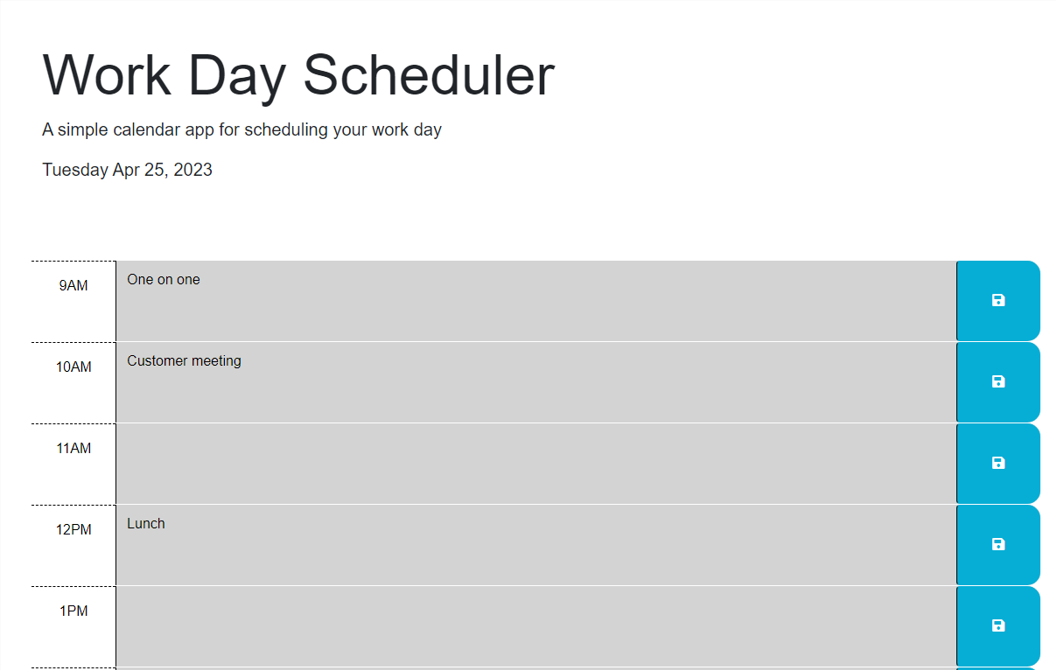 Work Day Scheduler
A simple calendar app for scheduling your work day
Tuesday Apr 25, 2023
9AM
One on one
10AM
Customer meeting
11AM
12PM
Lunch
1PM